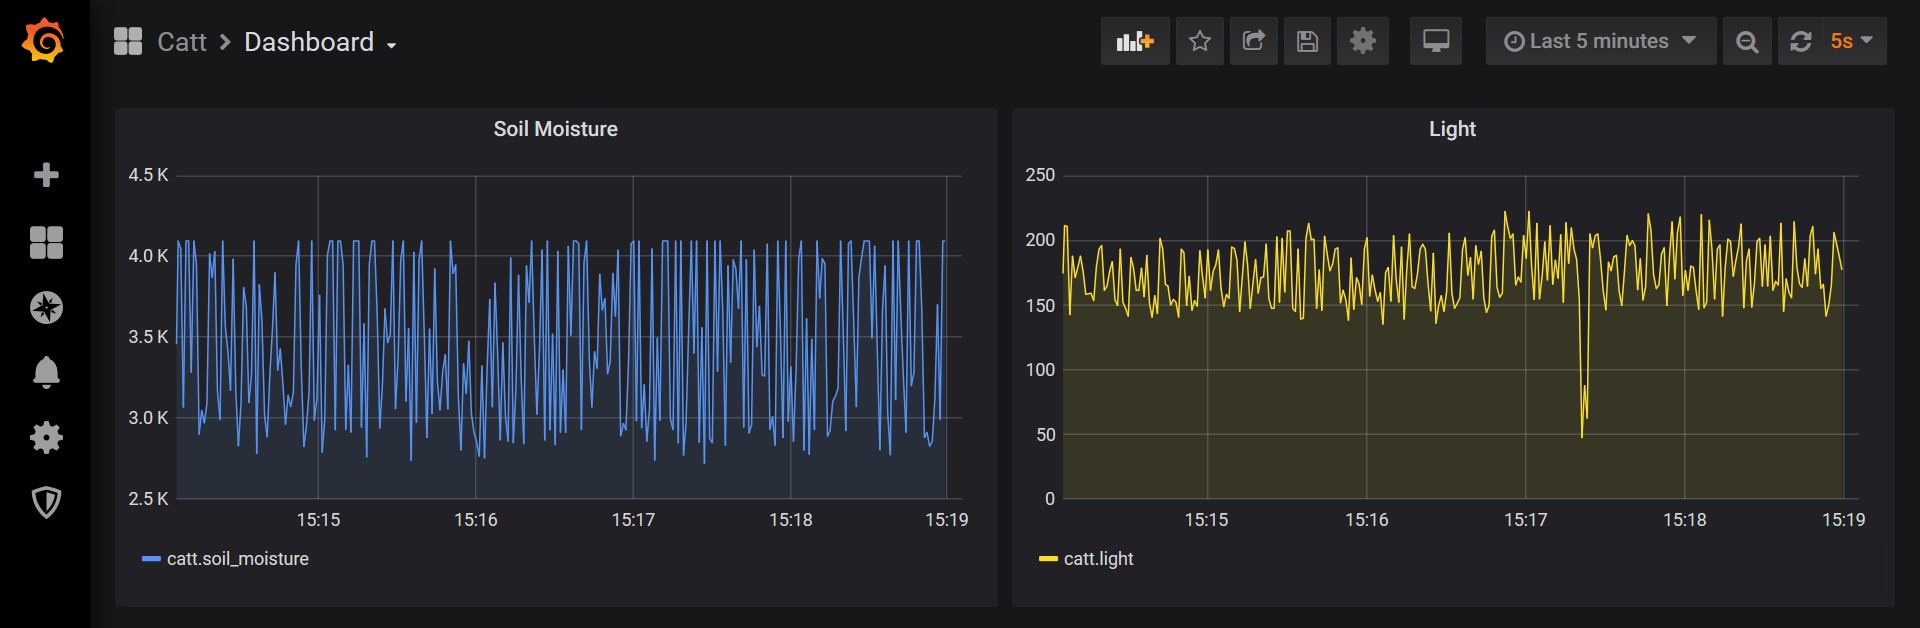 Catt > Dashboard
Last 5 minutes
5s
Soil Moisture
4.5 K
4.0 K
3.5 K
3.0 K
2.5 K
15:15 15:16 15:17 15:18 15:19
catt.soil_moisture
Light
250
200
150
100
50
0
15:15 15:16 15:17 15:18 15:19
catt.light